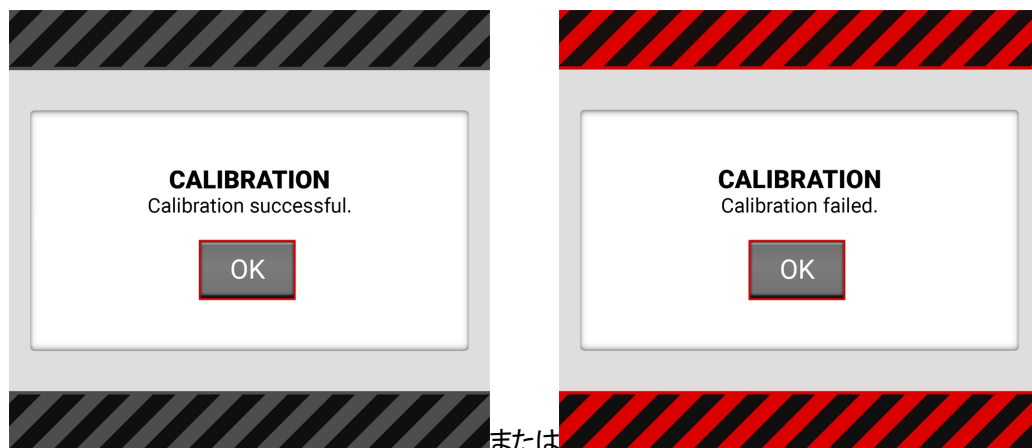 CALIBRATION
Calibration successful.
OK
または
CALIBRATION
Calibration failed.
OK